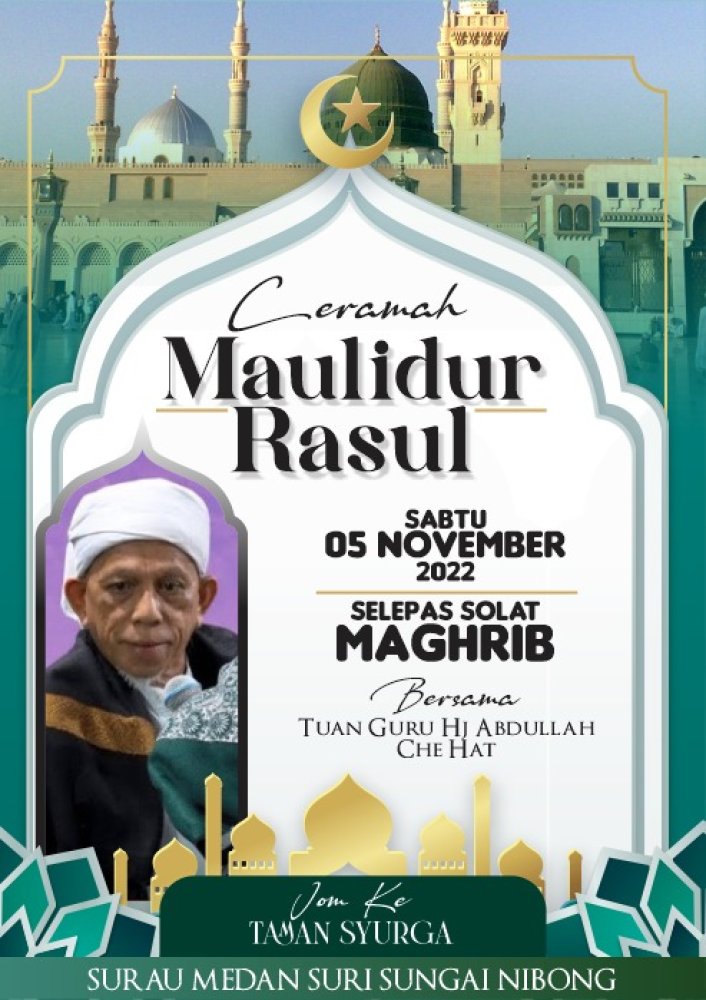 Ceramah
Maulidur
Rasul
SABTU
05 NOVEMBER
2022
SELEPAS SOLAT
MAGHRIB
Bersama
TUAN GURU HJ ABDULLAH
CHE HAT
Jom Ke
TAMAN SYURGA
SURAU MEDAN SURI SUNGAI NIBONG